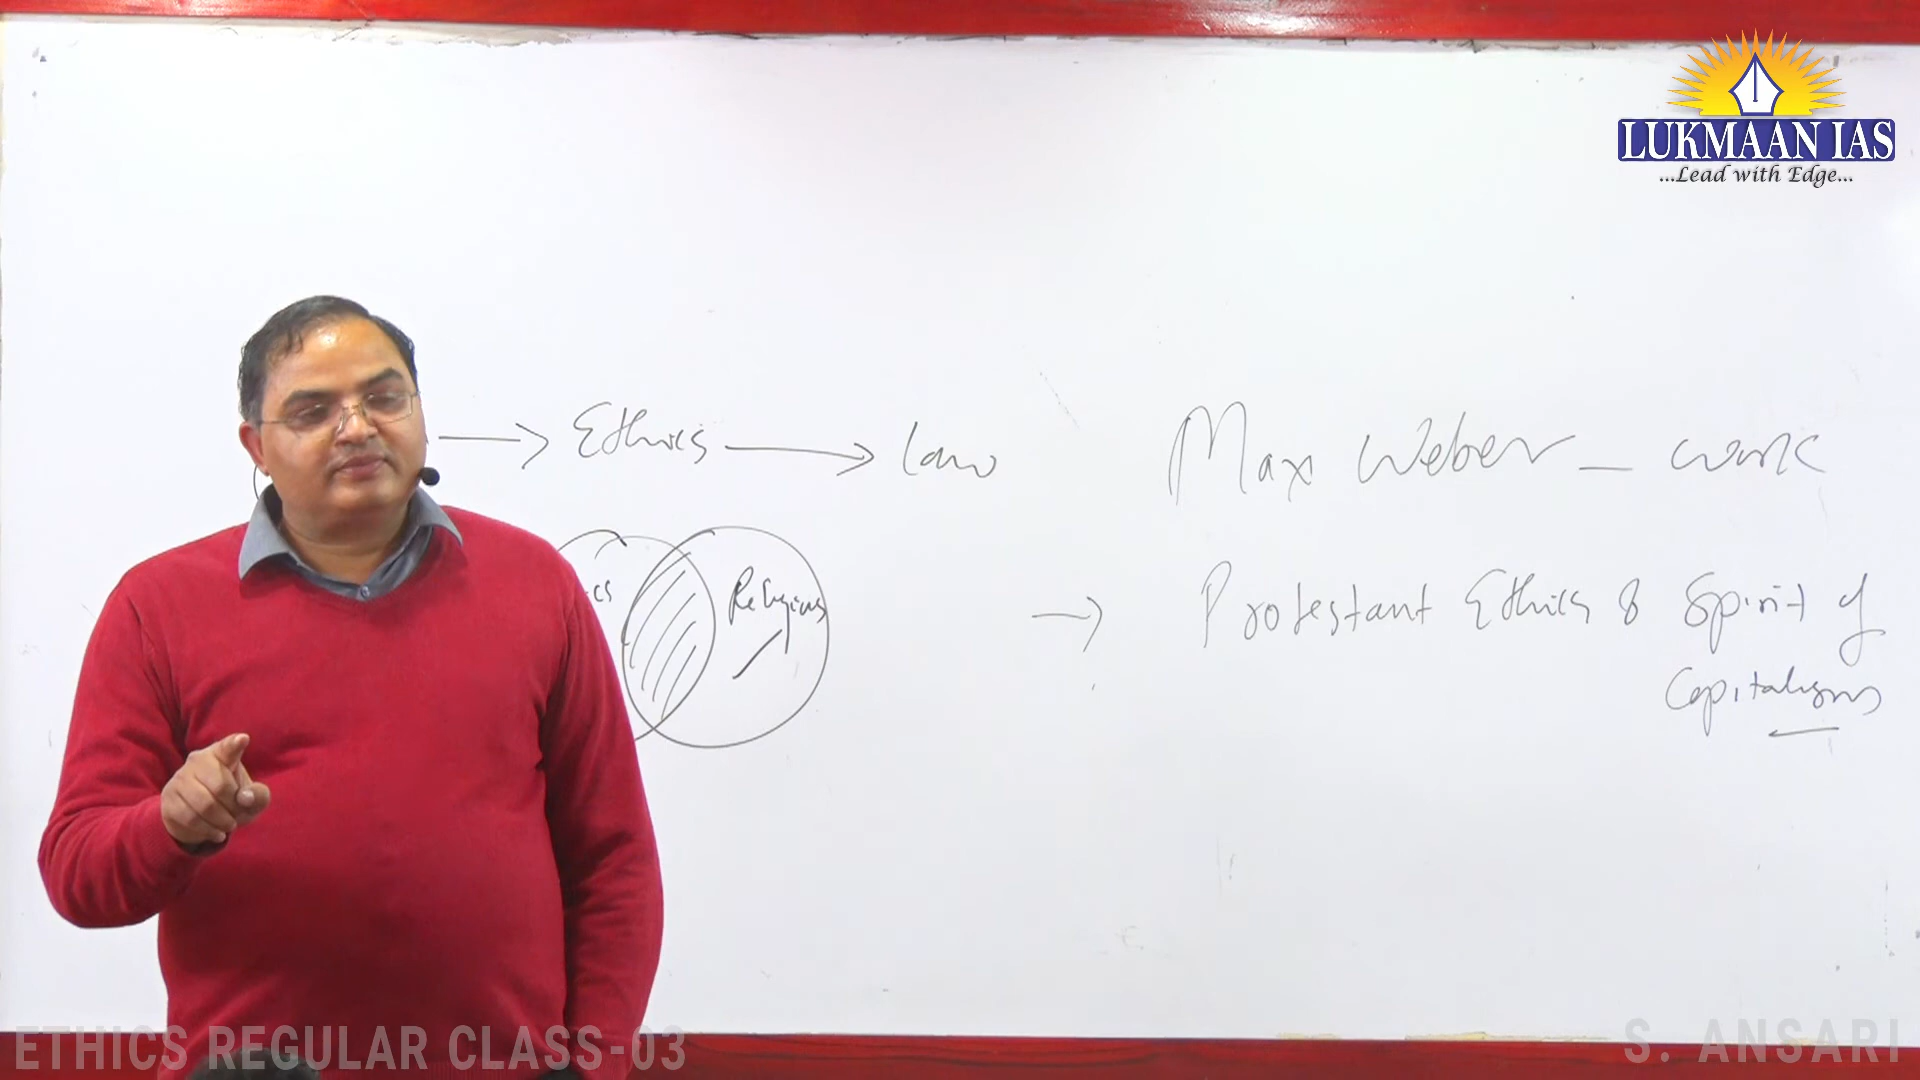 LUKMAAN IAS
...Lead with Edge...
→ Ethics → Law
Max Weber – work
cs
Religious
→ Protestant Ethics & Spirit of
Capitalism
ETHICS REGULAR CLASS-03
S. ANSARI